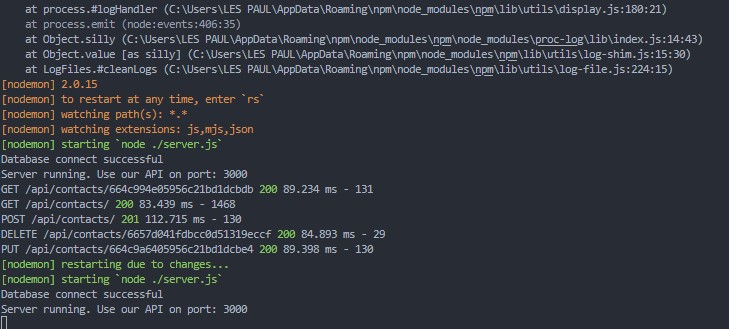 at process.#logHandler (C:\Users\LES PAUL\AppData\Roaming\npm\node_modules\npm\lib\utils\display.js:180:21)
at process.emit (node:events:406:35)
at Object.silly (C:\Users\LES PAUL\AppData\Roaming\npm\node_modules\npm\node_modules\proc-log\lib\index.js:14:43)
at Object.value [as silly] (C:\Users\LES PAUL\AppData\Roaming\npm\node_modules\npm\lib\utils\log-shim.js:15:30)
at LogFiles.#cleanLogs (C:\Users\LES PAUL\AppData\Roaming\npm\node_modules\npm\lib\utils\log-file.js:224:15)
[nodemon] 2.0.15
[nodemon] to restart at any time, enter `rs`
[nodemon] watching path(s): *.*
[nodemon] watching extensions: js,mjs,json
[nodemon] starting `node ./server.js`
Database connect successful
Server running. Use our API on port: 3000
GET /api/contacts/664c994e05956c21bd1dcbdb 200 89.234 ms - 131
GET /api/contacts/ 200 83.439 ms - 1468
POST /api/contacts/ 201 112.715 ms - 130
DELETE /api/contacts/6657d041fdbcc0d51319eccf 200 84.893 ms - 29
PUT /api/contacts/664c9a6405956c21bd1dcbe4 200 89.398 ms - 130
[nodemon] restarting due to changes...
[nodemon] starting `node ./server.js`
Database connect successful
Server running. Use our API on port: 3000